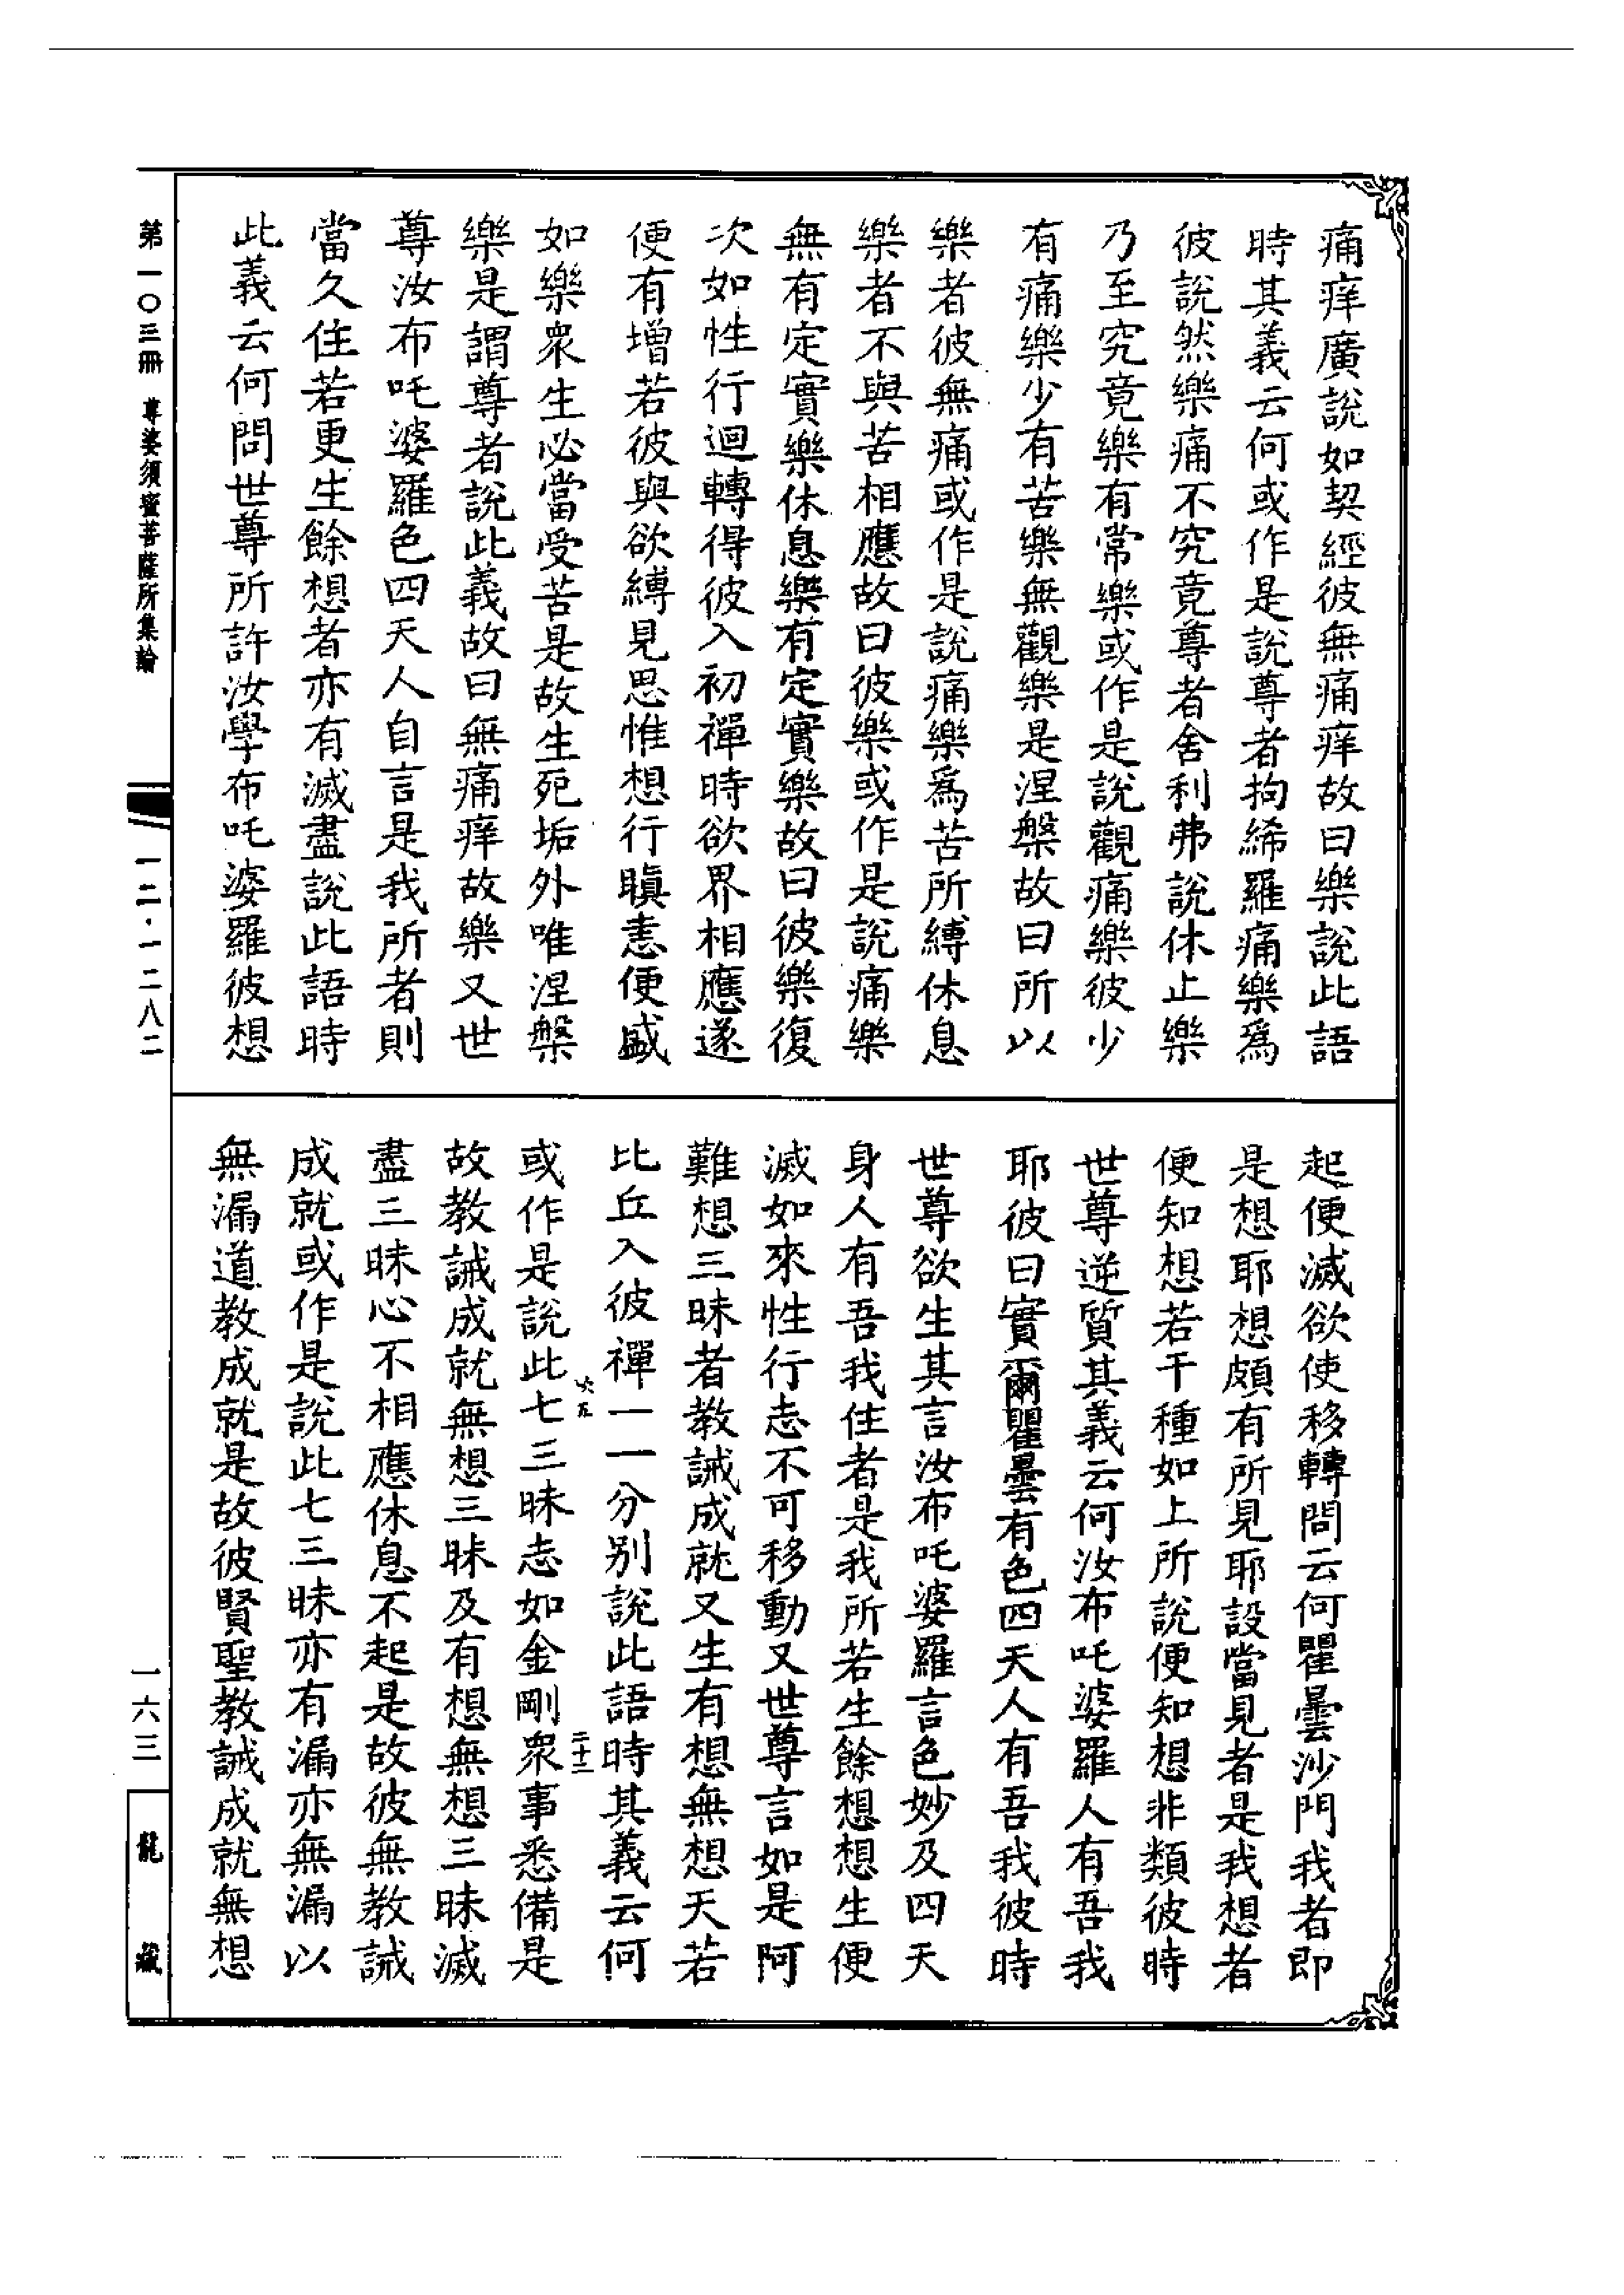 痛痒廣說如契經彼無痛痒故曰樂說此語
時其義云何或作是說尊者拘絺羅痛樂爲
彼說然樂痛不究竟尊者舍利弗說休止樂
乃至究竟樂有常樂或作是說觀痛樂彼少
有痛樂少有苦樂無觀樂是涅槃故曰所以
樂者彼無痛或作是說痛樂爲苦所縛休息
樂者不與苦相應故曰彼樂或作是說痛樂
無有定實樂休息樂有定實樂故曰彼樂復
次如性行迴轉得彼入初禪時欲界相應遂
便有增若彼與欲縛見思惟想行瞋恚便盛
如樂衆生必當受苦是故生死垢外唯涅槃
樂是謂尊者說此義故曰無痛痒故樂又世
尊汝布吒婆羅色四天人自言是我所者則
當久住若更生餘想者亦有滅盡說此語時
此義云何問世尊所許汝學布吒婆羅彼想
起便滅欲使移轉問云何瞿曇沙門我者即
是想耶想頗有所見耶設當見者是我想者
便知想若干種如上所說便知想非類彼時
世尊逆質其義云何汝布吒婆羅人有吾我
耶彼曰實爾瞿曇有色四天人有吾我彼時
世尊欲生其言汝布吒婆羅言色妙及四天
身人有吾我住者是我所若生餘想想生便
滅如來性行志不可移動又世尊言如是阿
難想三昧者教誡成就又生有想無想天若
比丘入彼禪一一分別說此語時其義云何
或作是說此七三昧志如金剛衆事悉備是
故教誡成就無想三昧及有想無想三昧滅
盡三昧心不相應休息不起是故彼無教誡
成就或作是說此七三昧亦有漏亦無漏以
無漏道教成就是故彼賢聖教誡成就無想
第一〇三冊 尊婆須蜜菩薩所集論
一二·一二八二
一六三
龍藏
二十二